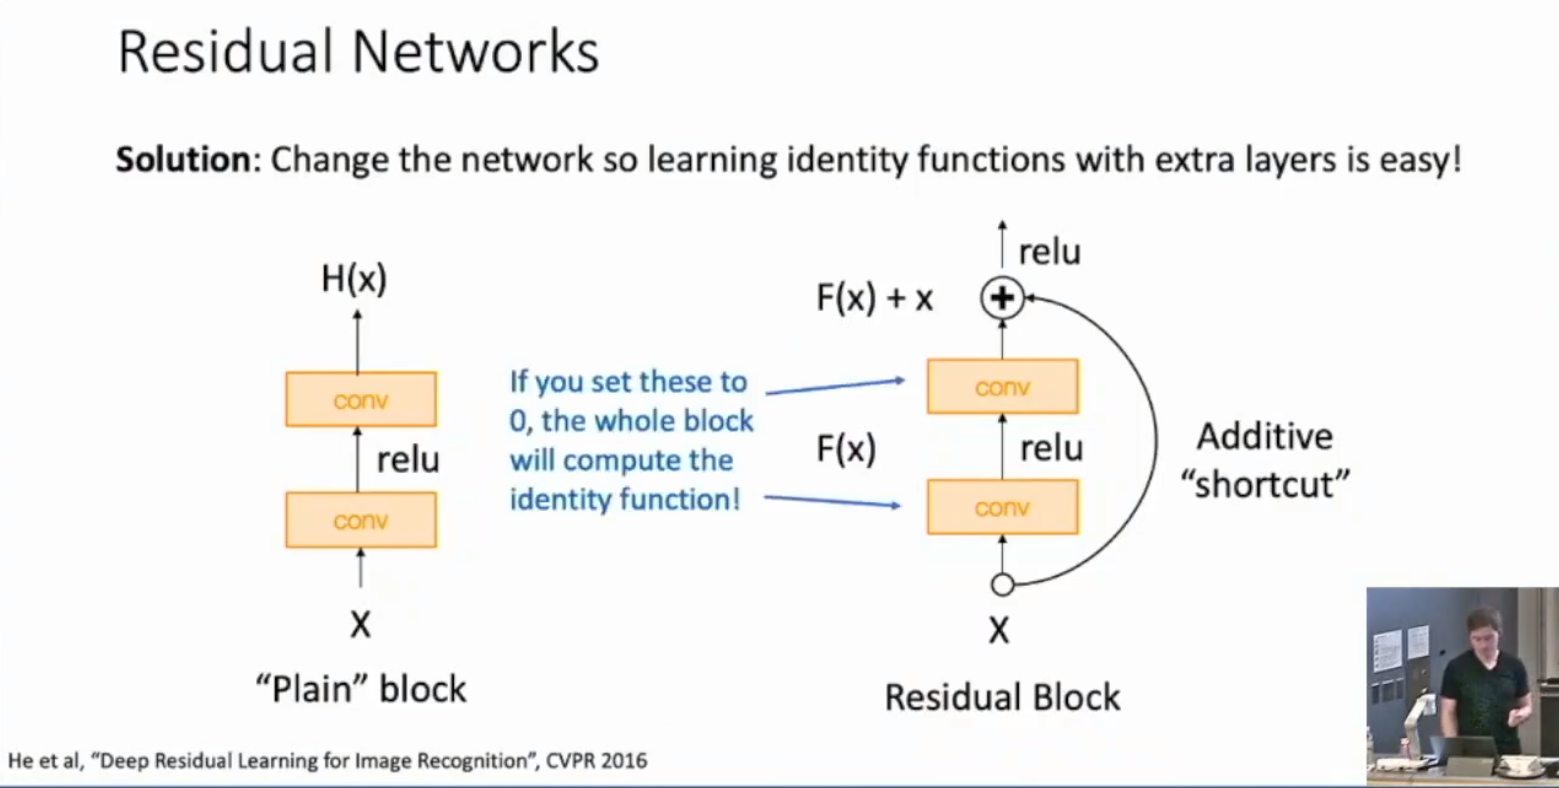 Residual Networks
Solution: Change the network so learning identity functions with extra layers is easy!
H(x)
conv
relu
conv
X
“Plain” block
If you set these to
0, the whole block
will compute the
identity function!
relu
F(x) + x
+
conv
F(x)
relu
conv
X
Residual Block
Additive
“shortcut”
He et al, “Deep Residual Learning for Image Recognition”, CVPR 2016